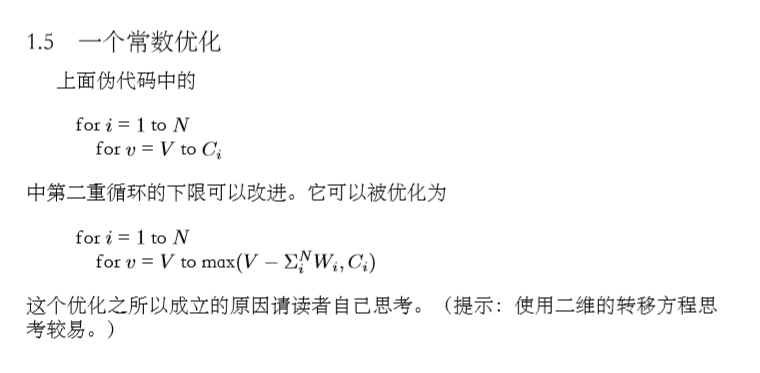 1.5 一个常数优化
上面伪代码中的
for i = 1 to N
for v = V to Cᵢ
中第二重循环的下限可以改进。它可以被优化为
for i = 1 to N
for v = V to max(V − Σᵢᴺ Wᵢ, Cᵢ)
这个优化之所以成立的原因请读者自己思考。（提示：使用二维的转移方程思
考较易。）